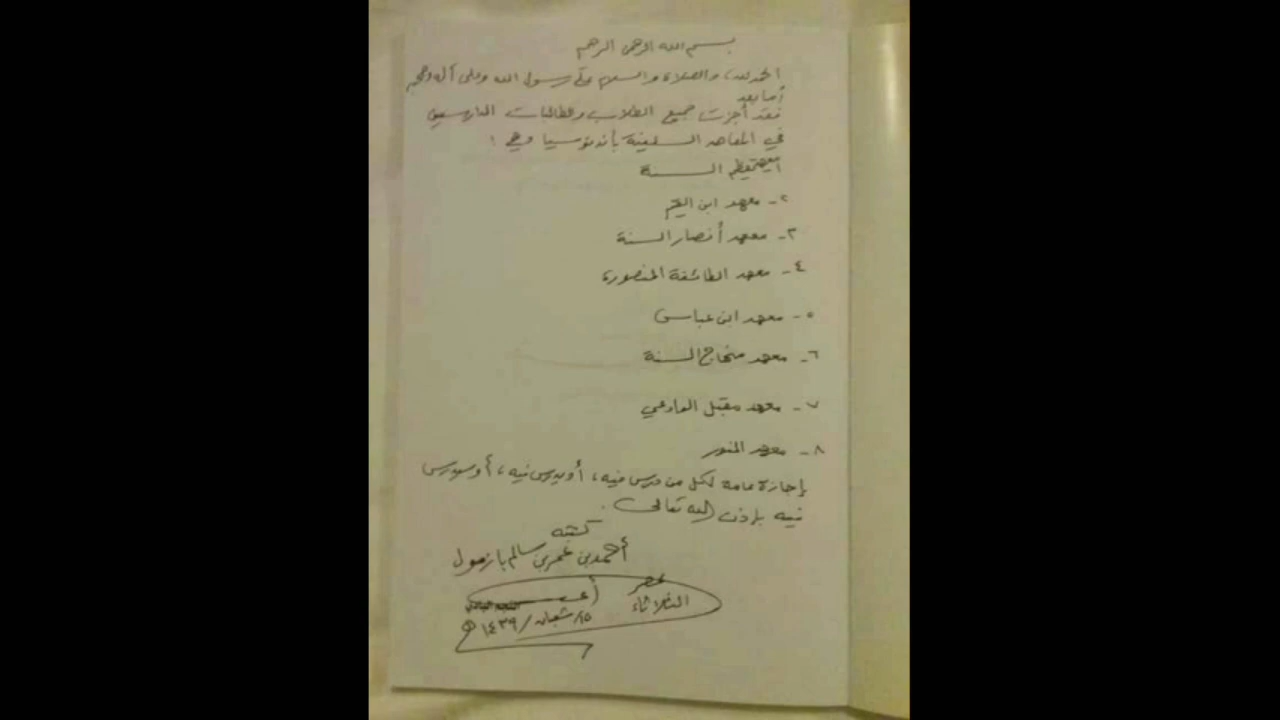 بسم الله الرحمن الرحيم
الحمد لله، والصلاة والسلام على رسول الله وعلى آله وصحبه
أما بعد
فقد أجزت جميع الطلاب والطالبات الدارسين
في المعاهد السلفية بأندونوسيا وهي :
السنة
٢- معهد ابن القيم
٣- معهد أنصار السنة
٤- معهد الطائفة المنصورة
٥- معهد ابن عباس
٦- معهد منهاج السنة
٧- معهد مقبل الوادعي
٨- معهد المنور
إجازة عامة لكل من درس فيه، أو يدرس فيه، أو سيدرس
فيه بإذن الله تعالى.
كتبه
أحمد بن عمر بن سالم بازمول
عصر
الثلاثاء
١٥/ شعبان / ١٤٣٩هـ